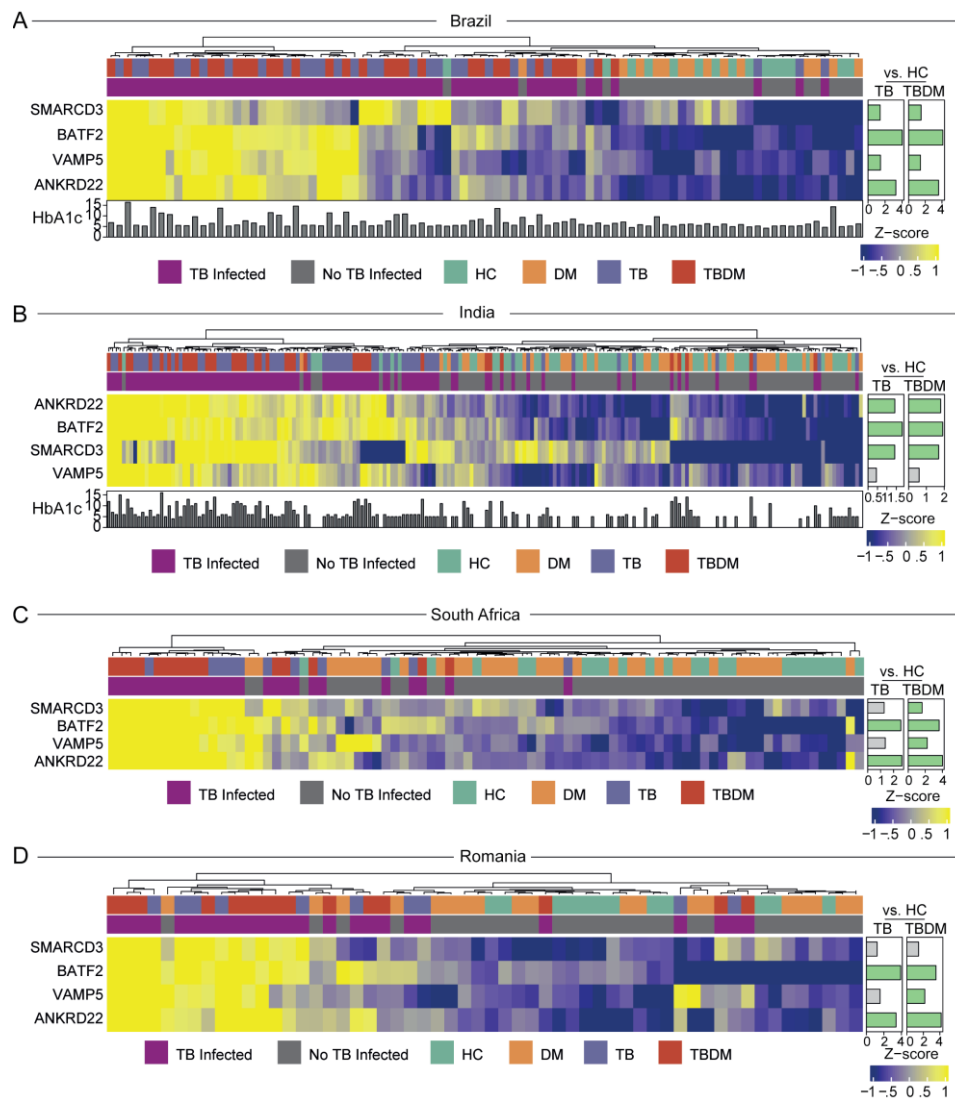 A Brazil
vs. HC
TB TBDM
SMARCD3
BATF2
VAMP5
ANKRD22
15
10
5
0
HbA1c
0 2 4 0 2 4
Z-score
-1 -.5 0 .5 1
TB Infected No TB Infected HC DM TB TBDM
B India
vs. HC
TB TBDM
ANKRD22
BATF2
SMARCD3
VAMP5
15
10
5
0
HbA1c
0.511.50 1 2
Z-score
-1 -.5 0 .5 1
TB Infected No TB Infected HC DM TB TBDM
C South Africa
vs. HC
TB TBDM
SMARCD3
BATF2
VAMP5
ANKRD22
0 1 2 0 2 4
Z-score
-1 -.5 0 .5 1
TB Infected No TB Infected HC DM TB TBDM
D Romania
vs. HC
TB TBDM
SMARCD3
BATF2
VAMP5
ANKRD22
0 2 4 0 2 4
Z-score
-1 -.5 0 .5 1
TB Infected No TB Infected HC DM TB TBDM